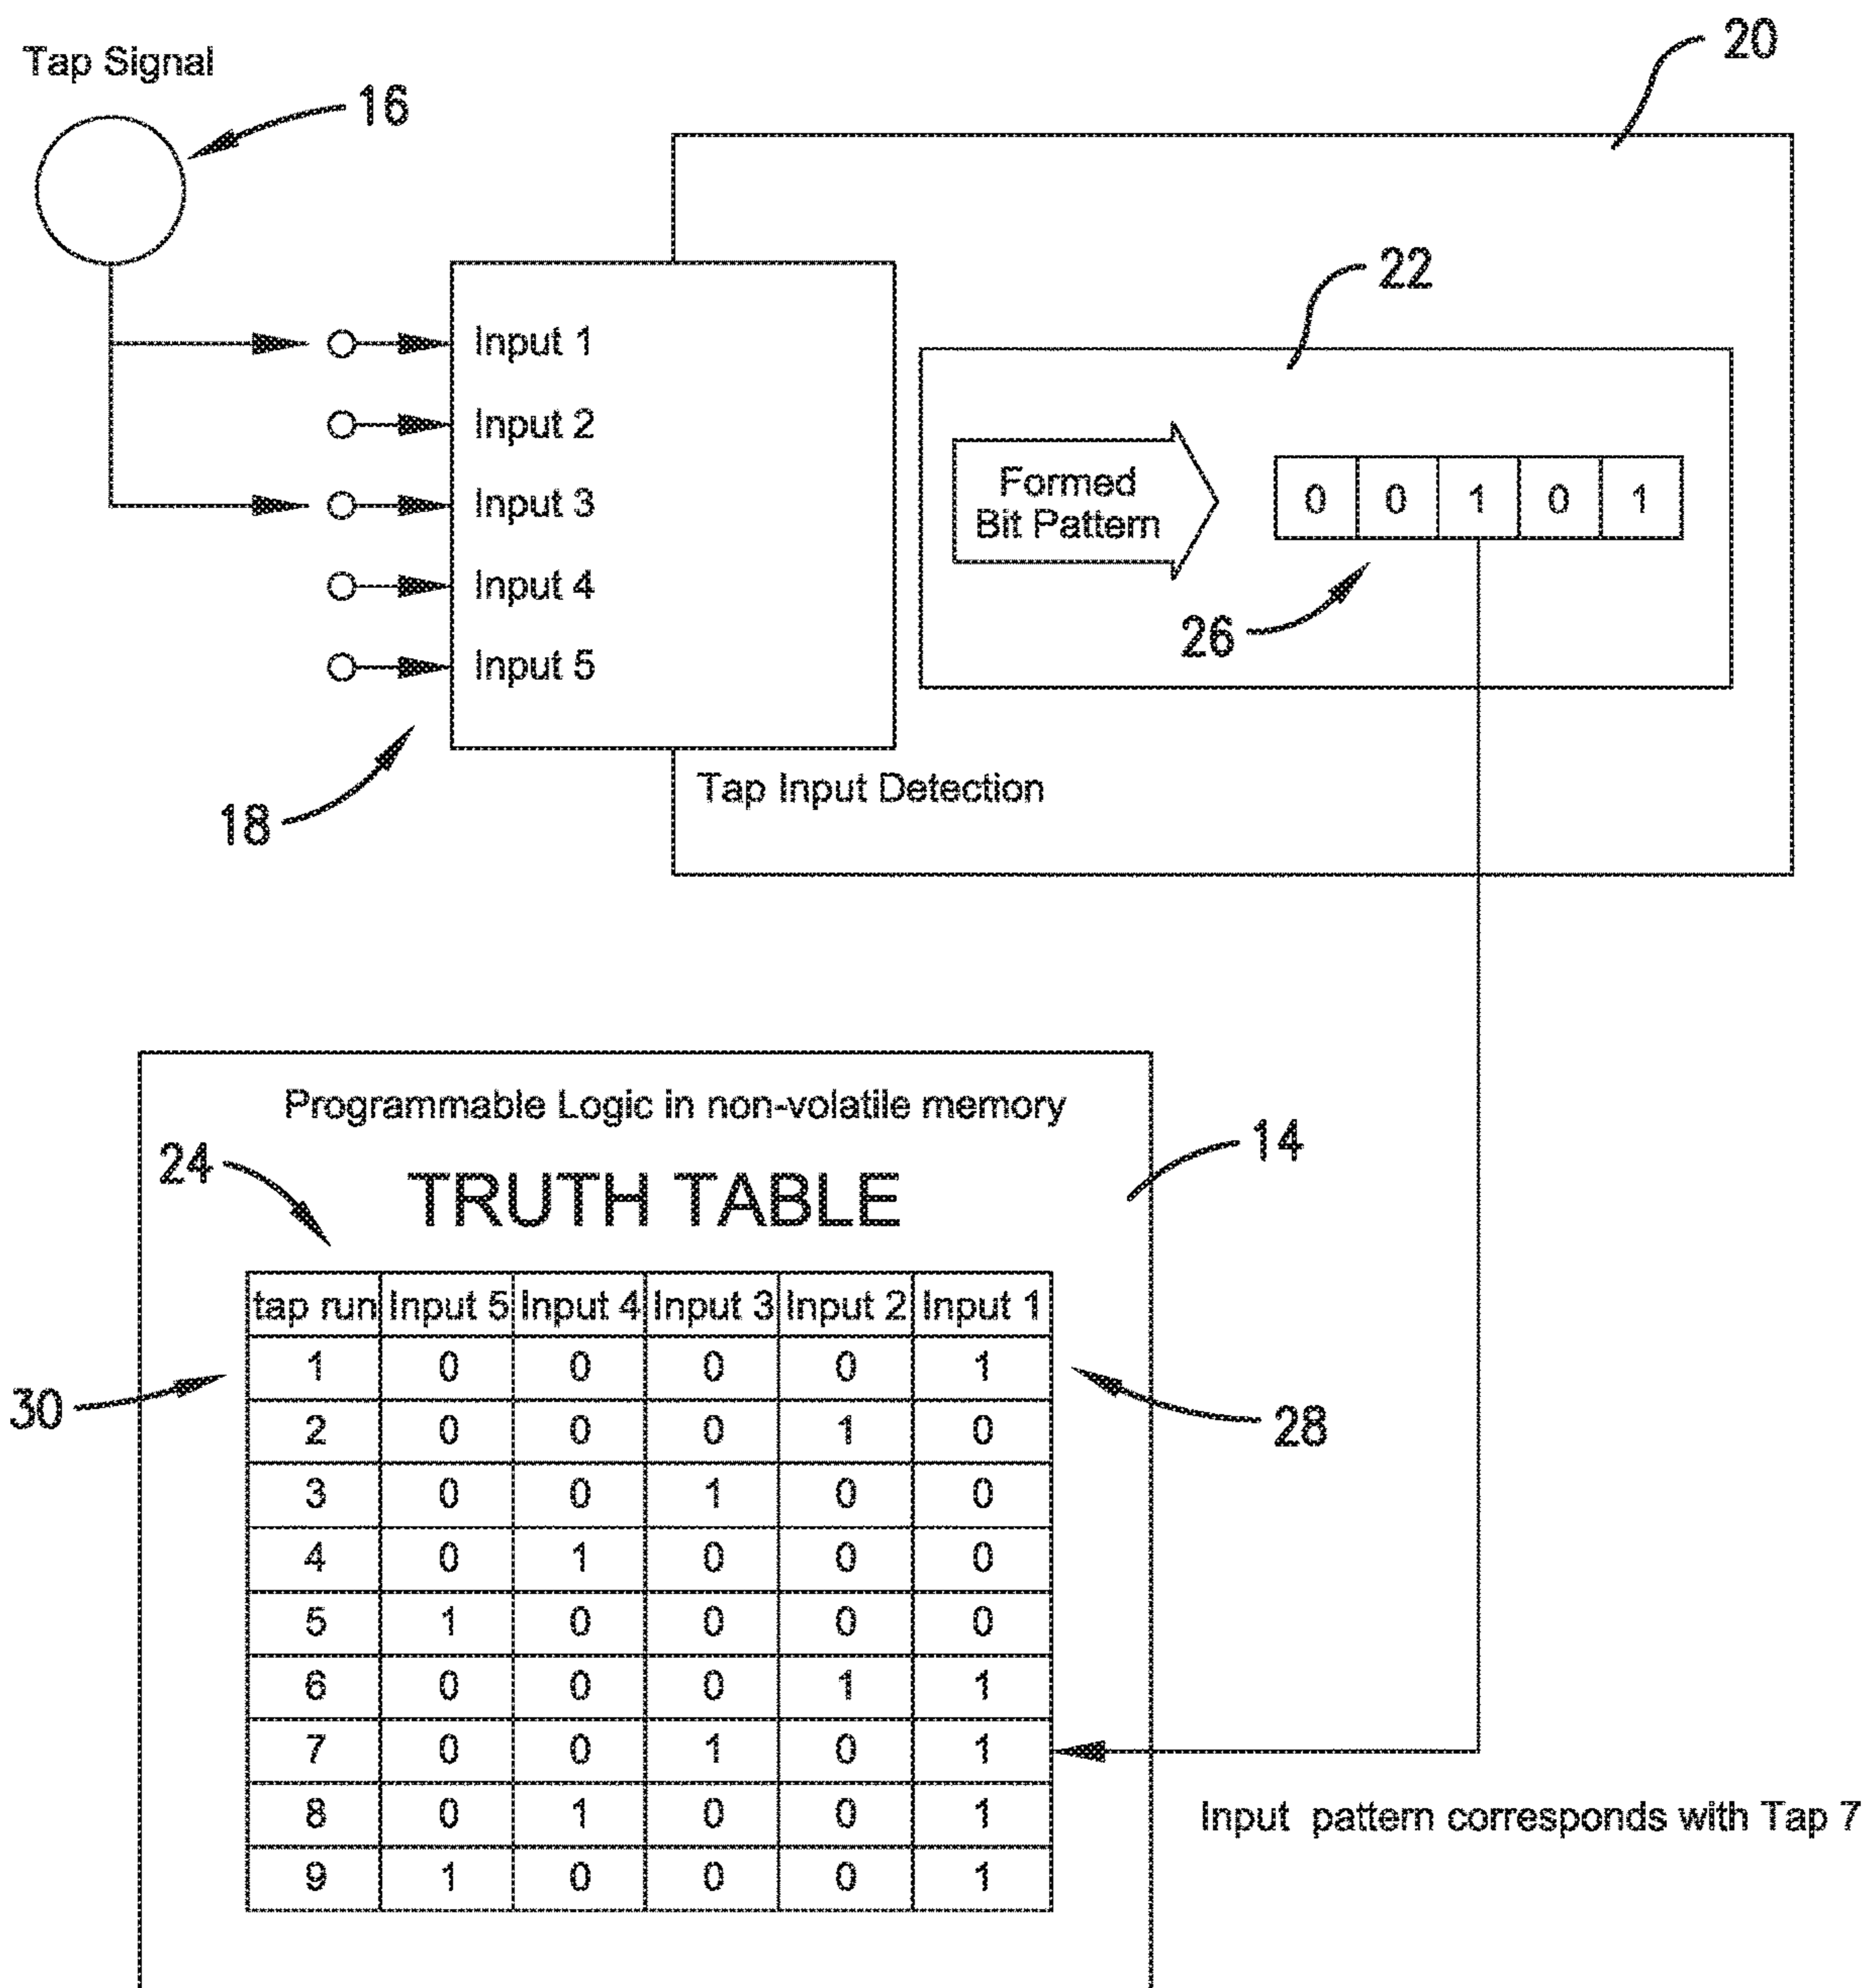 Tap Signal
16
20
22
Input 1
Input 2
Input 3
Input 4
Input 5
Formed
Bit Pattern
0 0 1 0 1
26
18
Tap Input Detection
Programmable Logic in non-volatile memory
14
24
TRUTH TABLE
tap run Input 5 Input 4 Input 3 Input 2 Input 1
1 0 0 0 0 1
30
28
2 0 0 0 1 0
3 0 0 1 0 0
4 0 1 0 0 0
5 1 0 0 0 0
6 0 0 0 1 1
7 0 0 1 0 1
8 0 1 0 0 1
9 1 0 0 0 1
Input pattern corresponds with Tap 7